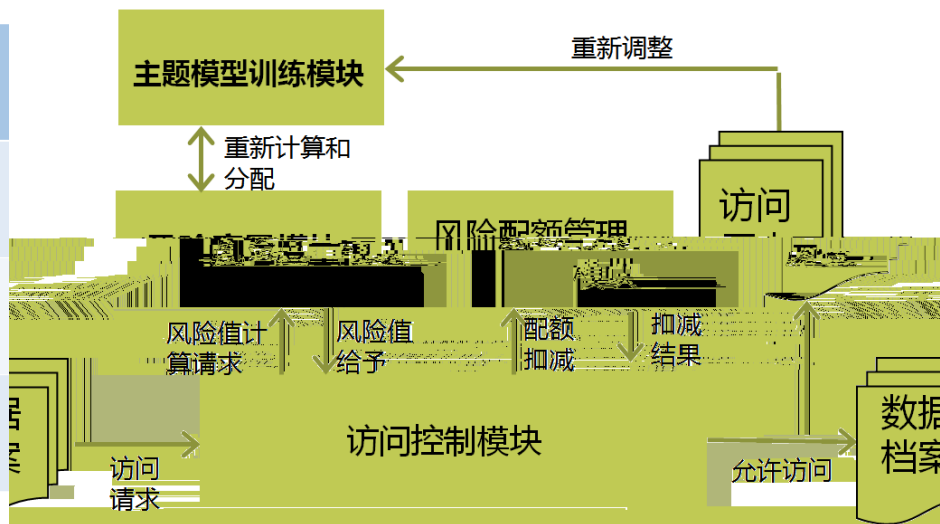 重新调整
主题模型训练模块
重新计算和
分配
访问
风险配额管理
风险值计
算请求
风险值
给予
配额
扣减
扣减
结果
数据
档案
访问控制模块
访问
请求
允许访问